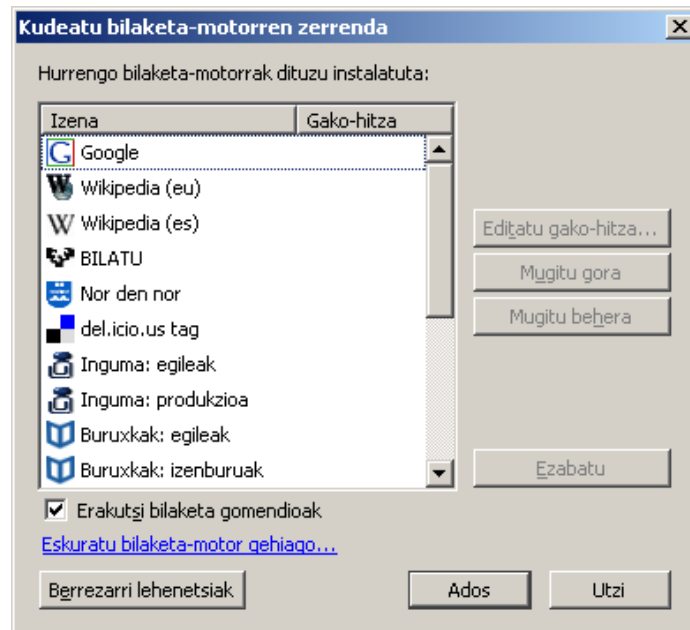 Kudeatu bilaketa-motorren zerrenda
Hurrengo bilaketa-motorrak dituzu instalatuta:
Izena Gako-hitza
Google
Wikipedia (eu)
Wikipedia (es)
BILATU
Nor den nor
del.icio.us tag
Inguma: egileak
Inguma: produkzioa
Buruxkak: egileak
Buruxkak: izenburuak
Editatu gako-hitza...
Mugitu gora
Mugitu behera
Ezabatu
Erakutsi bilaketa gomendioak
Eskuratu bilaketa-motor gehiago...
Berrezarri lehenetsiak Ados Utzi